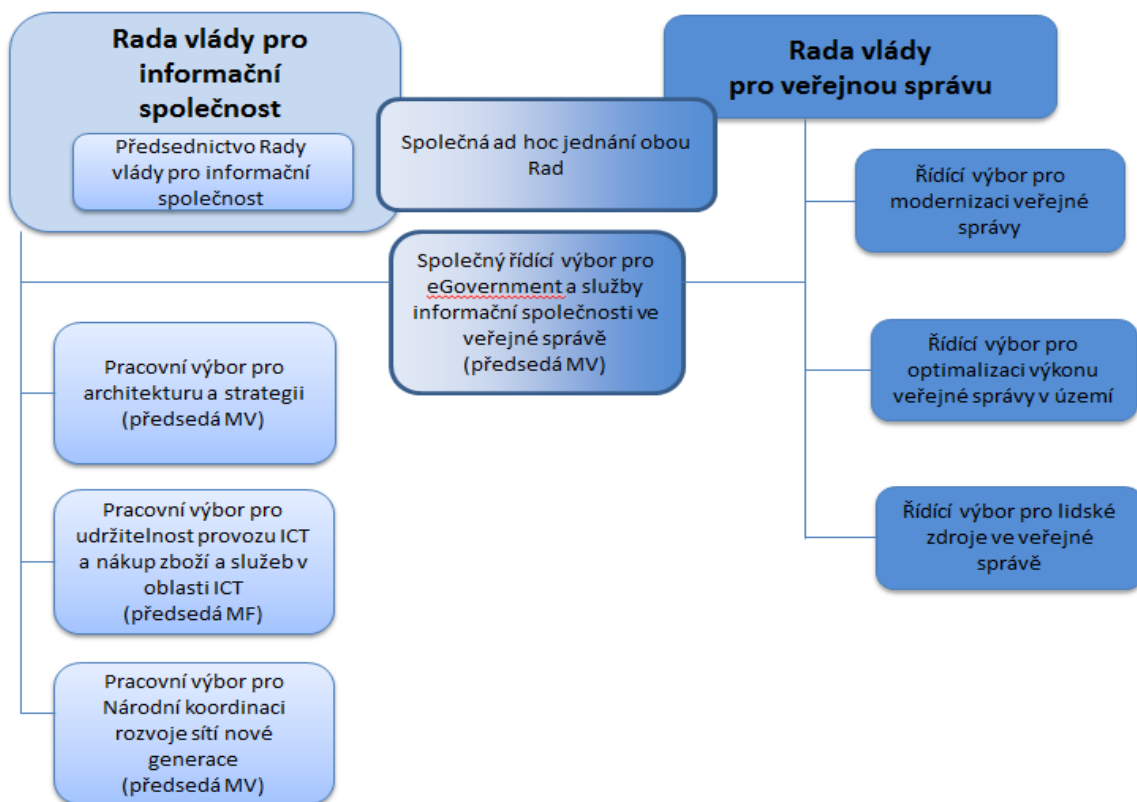 Rada vlády pro
informační
společnost
Předsednictvo Rady
vlády pro informační
společnost
Rada vlády
pro veřejnou správu
Společná ad hoc jednání obou
Rad
Společný řídící výbor pro
eGovernment a služby
informační společnosti ve
veřejné správě
(předsedá MV)
Pracovní výbor pro
architekturu a strategii
(předsedá MV)
Pracovní výbor pro
udržitelnost provozu ICT
a nákup zboží a služeb v
oblasti ICT
(předsedá MF)
Pracovní výbor pro
Národní koordinaci
rozvoje sítí nové
generace
(předsedá MV)
Řídící výbor pro
modernizaci veřejné
správy
Řídící výbor pro
optimalizaci výkonu
veřejné správy v území
Řídící výbor pro lidské
zdroje ve veřejné
správě